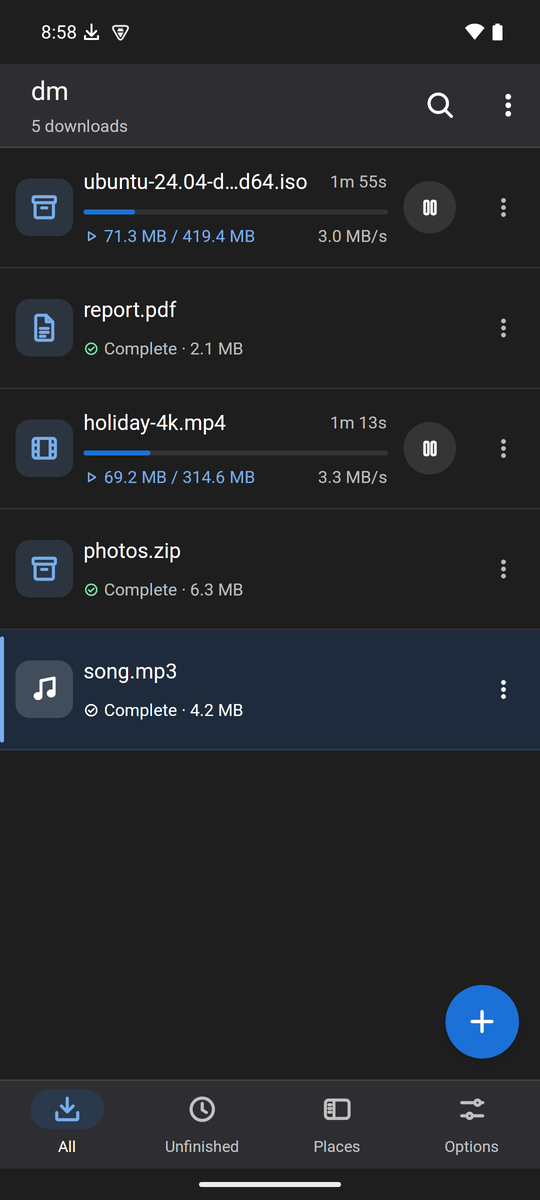 8:58
dm
5 downloads
ubuntu-24.04-d…d64.iso 1m 55s
71.3 MB / 419.4 MB 3.0 MB/s
report.pdf
Complete · 2.1 MB
holiday-4k.mp4 1m 13s
69.2 MB / 314.6 MB 3.3 MB/s
photos.zip
Complete · 6.3 MB
song.mp3
Complete · 4.2 MB
All Unfinished Places Options